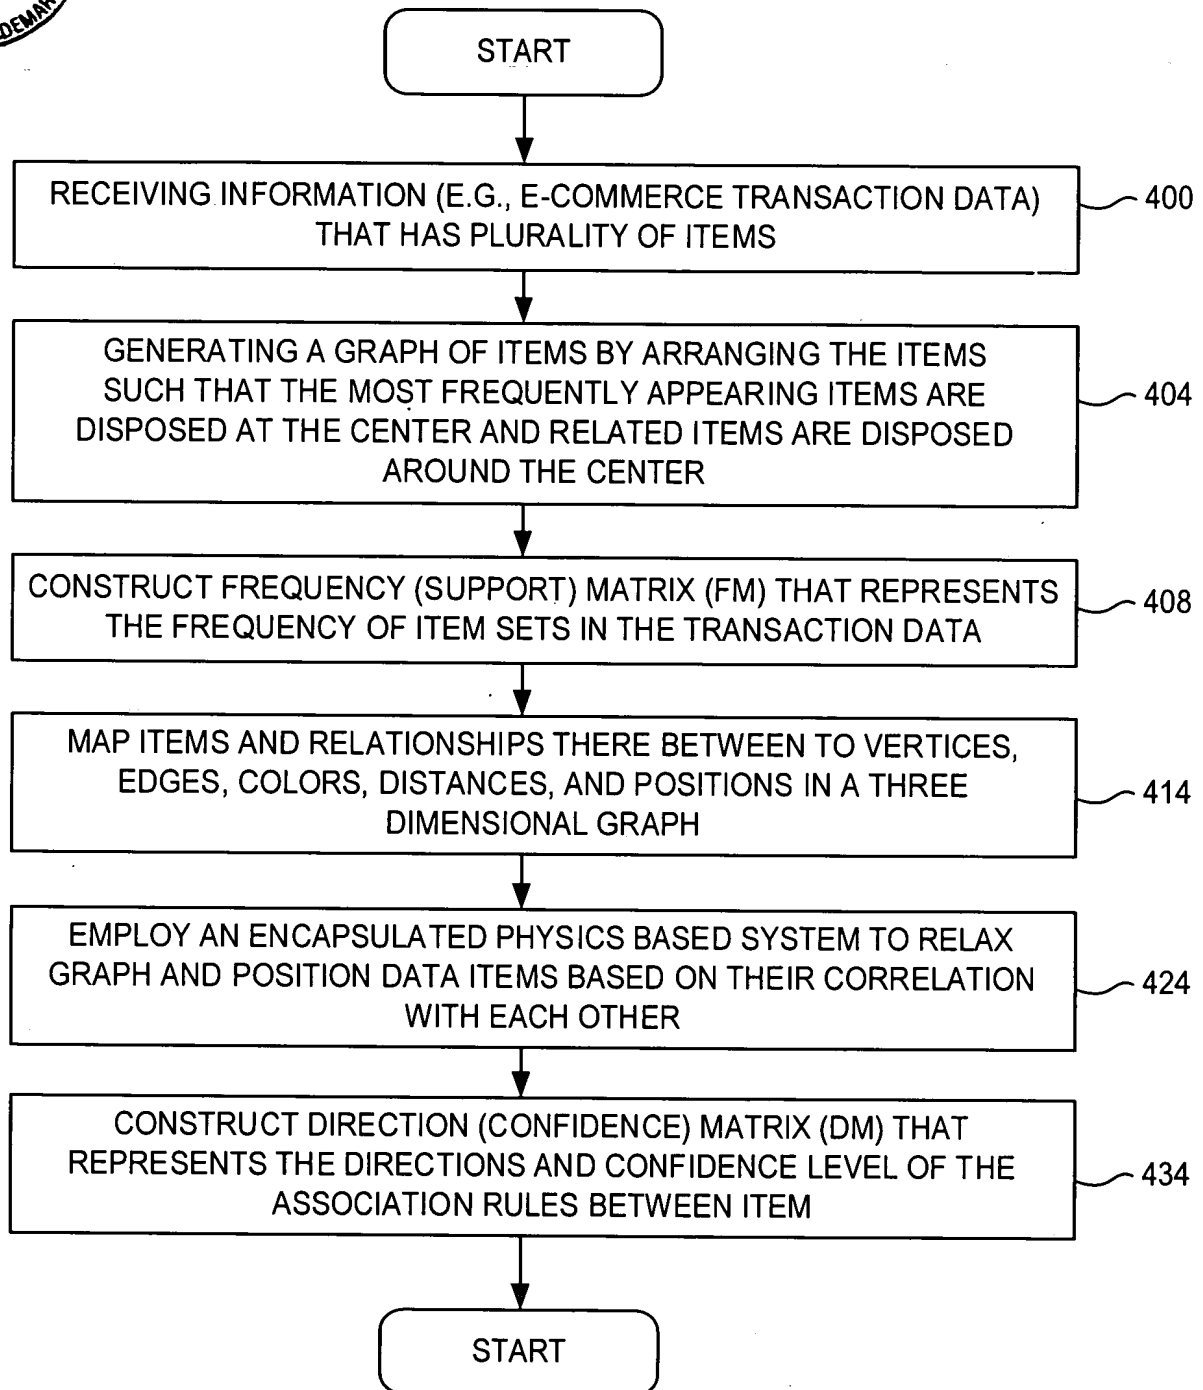 START
RECEIVING INFORMATION (E.G., E-COMMERCE TRANSACTION DATA)
THAT HAS PLURALITY OF ITEMS
400
GENERATING A GRAPH OF ITEMS BY ARRANGING THE ITEMS
SUCH THAT THE MOST FREQUENTLY APPEARING ITEMS ARE
DISPOSED AT THE CENTER AND RELATED ITEMS ARE DISPOSED
AROUND THE CENTER
404
CONSTRUCT FREQUENCY (SUPPORT) MATRIX (FM) THAT REPRESENTS
THE FREQUENCY OF ITEM SETS IN THE TRANSACTION DATA
408
MAP ITEMS AND RELATIONSHIPS THERE BETWEEN TO VERTICES,
EDGES, COLORS, DISTANCES, AND POSITIONS IN A THREE
DIMENSIONAL GRAPH
414
EMPLOY AN ENCAPSULATED PHYSICS BASED SYSTEM TO RELAX
GRAPH AND POSITION DATA ITEMS BASED ON THEIR CORRELATION
WITH EACH OTHER
424
CONSTRUCT DIRECTION (CONFIDENCE) MATRIX (DM) THAT
REPRESENTS THE DIRECTIONS AND CONFIDENCE LEVEL OF THE
ASSOCIATION RULES BETWEEN ITEM
434
START